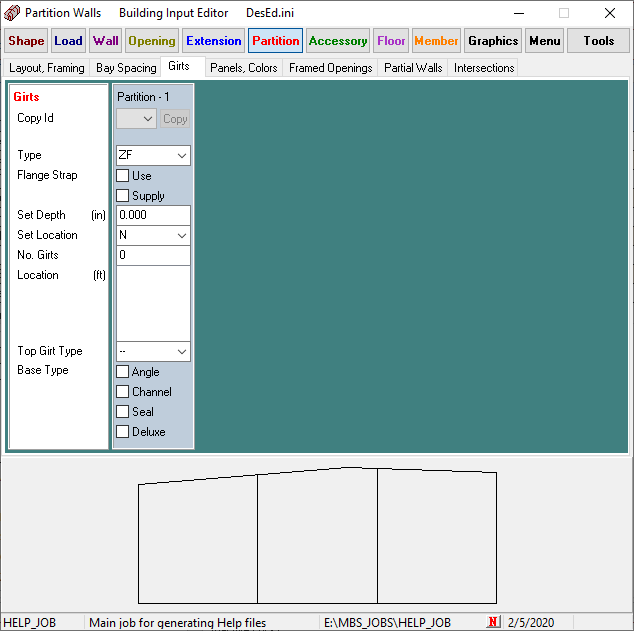 Partition Walls Building Input Editor DesEd.ini
Shape Load Wall Opening Extension Partition Accessory Floor Member Graphics Menu Tools
Layout, Framing Bay Spacing Girts Panels, Colors Framed Openings Partial Walls Intersections
Girts Partition - 1
Copy Id Copy
Type ZF
Flange Strap Use
Supply
Set Depth (in) 0.000
Set Location N
No. Girts 0
Location (ft)
Top Girt Type --
Base Type Angle
Channel
Seal
Deluxe
HELP_JOB Main job for generating Help files E:\MBS_JOBS\HELP_JOB N 2/5/2020